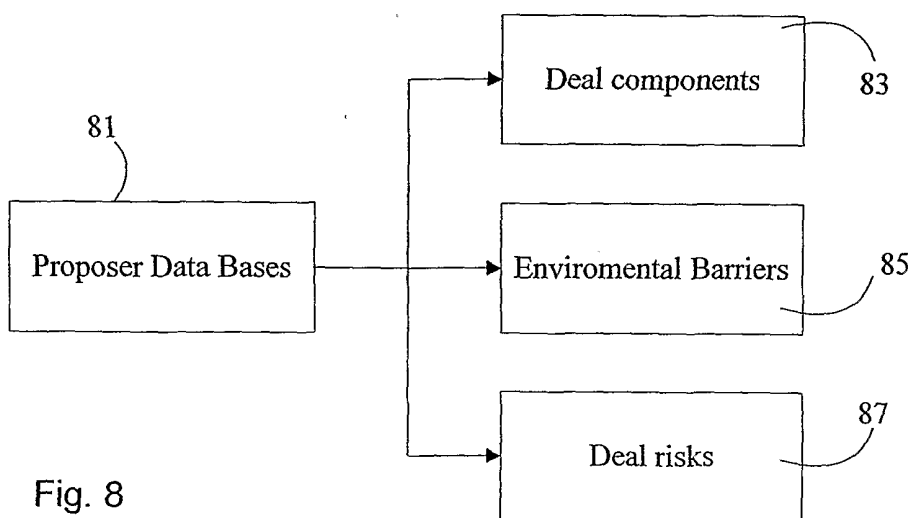 Deal components
83
81
Proposer Data Bases
Enviromental Barriers
85
87
Deal risks
Fig. 8